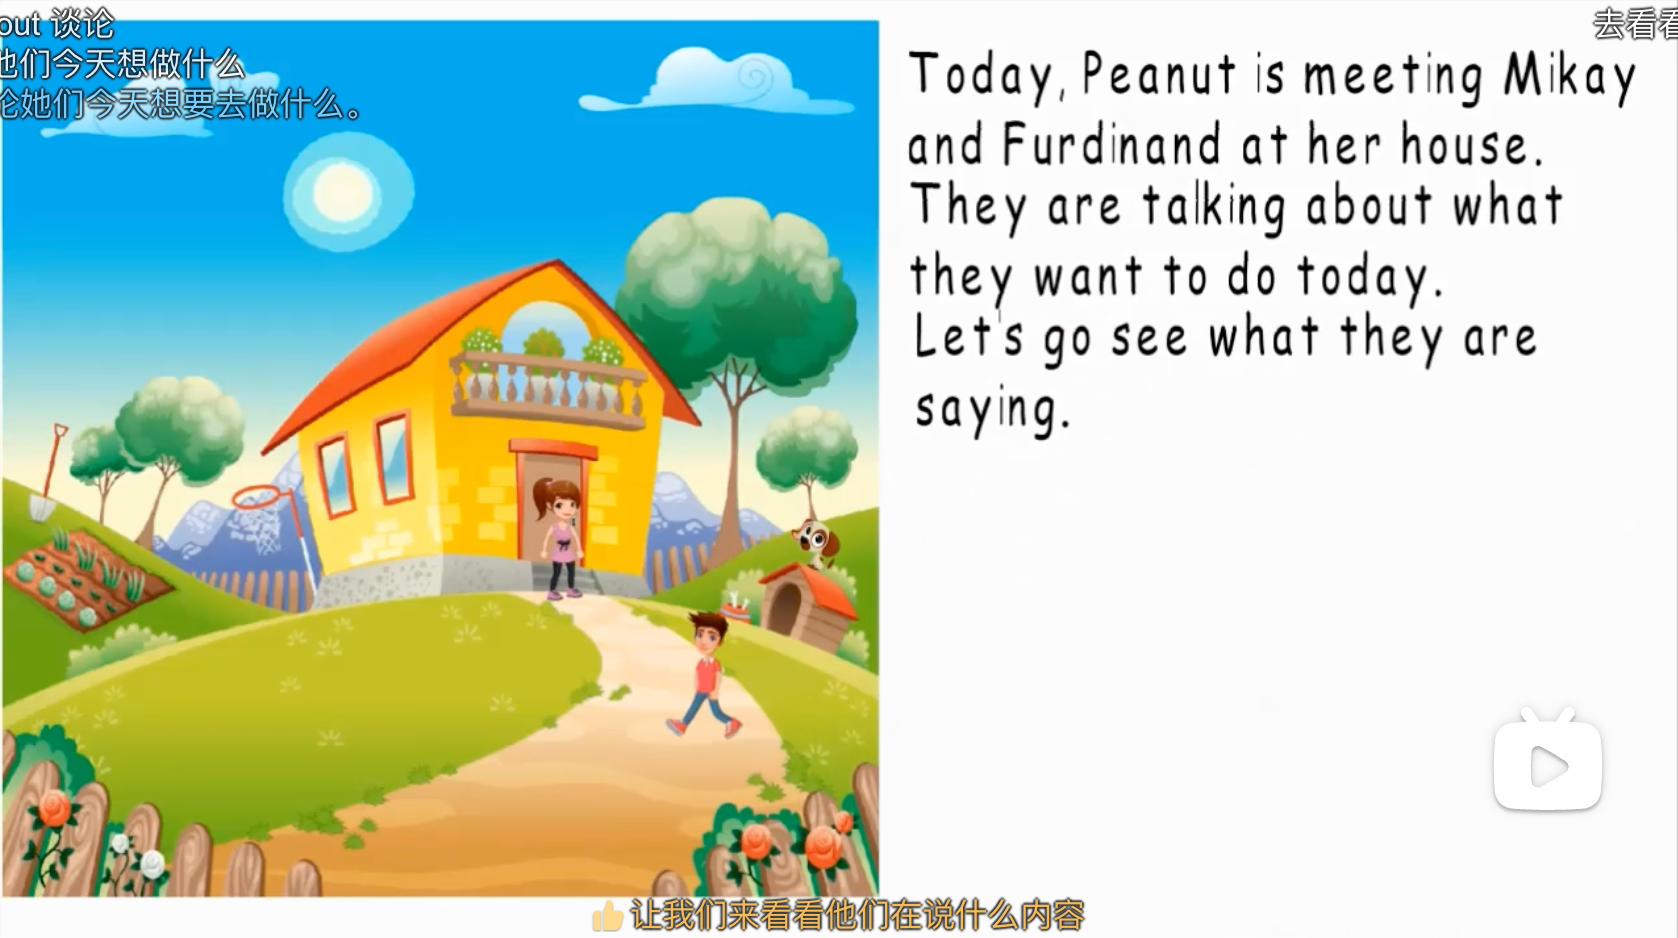 out 谈论
去看看
他们今天想做什么
论她们今天想要去做什么。
Today, Peanut is meeting Mikay
and Furdinand at her house.
They are talking about what
they want to do today.
Let's go see what they are
saying.
让我们来看看他们在说什么内容